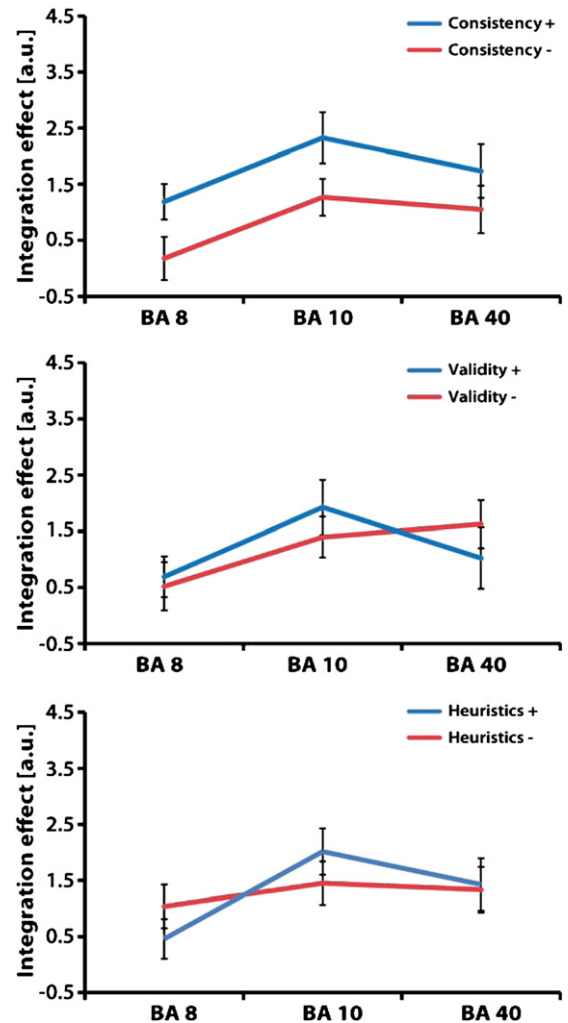 4.5
3.5
2.5
1.5
0.5
-0.5
Integration effect [a.u.]
Consistency +
Consistency -
BA 8 BA 10 BA 40
4.5
3.5
2.5
1.5
0.5
-0.5
Integration effect [a.u.]
Validity +
Validity -
BA 8 BA 10 BA 40
4.5
3.5
2.5
1.5
0.5
-0.5
Integration effect [a.u.]
Heuristics +
Heuristics -
BA 8 BA 10 BA 40